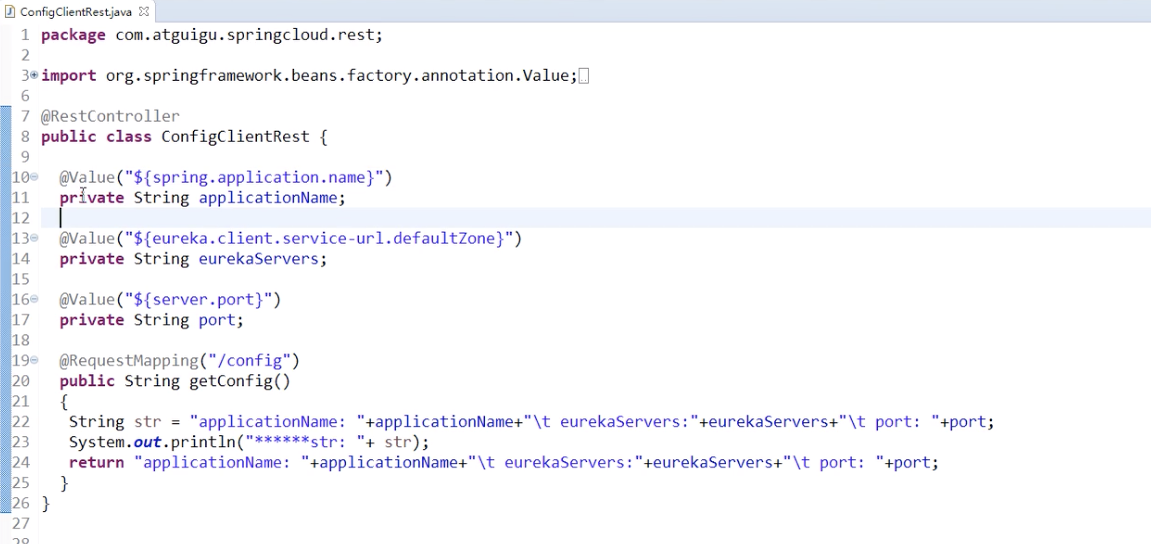 ConfigClientRest.java
1 package com.atguigu.springcloud.rest;
2
3 import org.springframework.beans.factory.annotation.Value;
6
7 @RestController
8 public class ConfigClientRest {
9
10 @Value("${spring.application.name}")
11 private String applicationName;
12
13 @Value("${eureka.client.service-url.defaultZone}")
14 private String eurekaServers;
15
16 @Value("${server.port}")
17 private String port;
18
19 @RequestMapping("/config")
20 public String getConfig()
21 {
22 String str = "applicationName: "+applicationName+"\t eurekaServers:"+eurekaServers+"\t port: "+port;
23 System.out.println("******str: "+ str);
24 return "applicationName: "+applicationName+"\t eurekaServers:"+eurekaServers+"\t port: "+port;
25 }
26 }
27
28